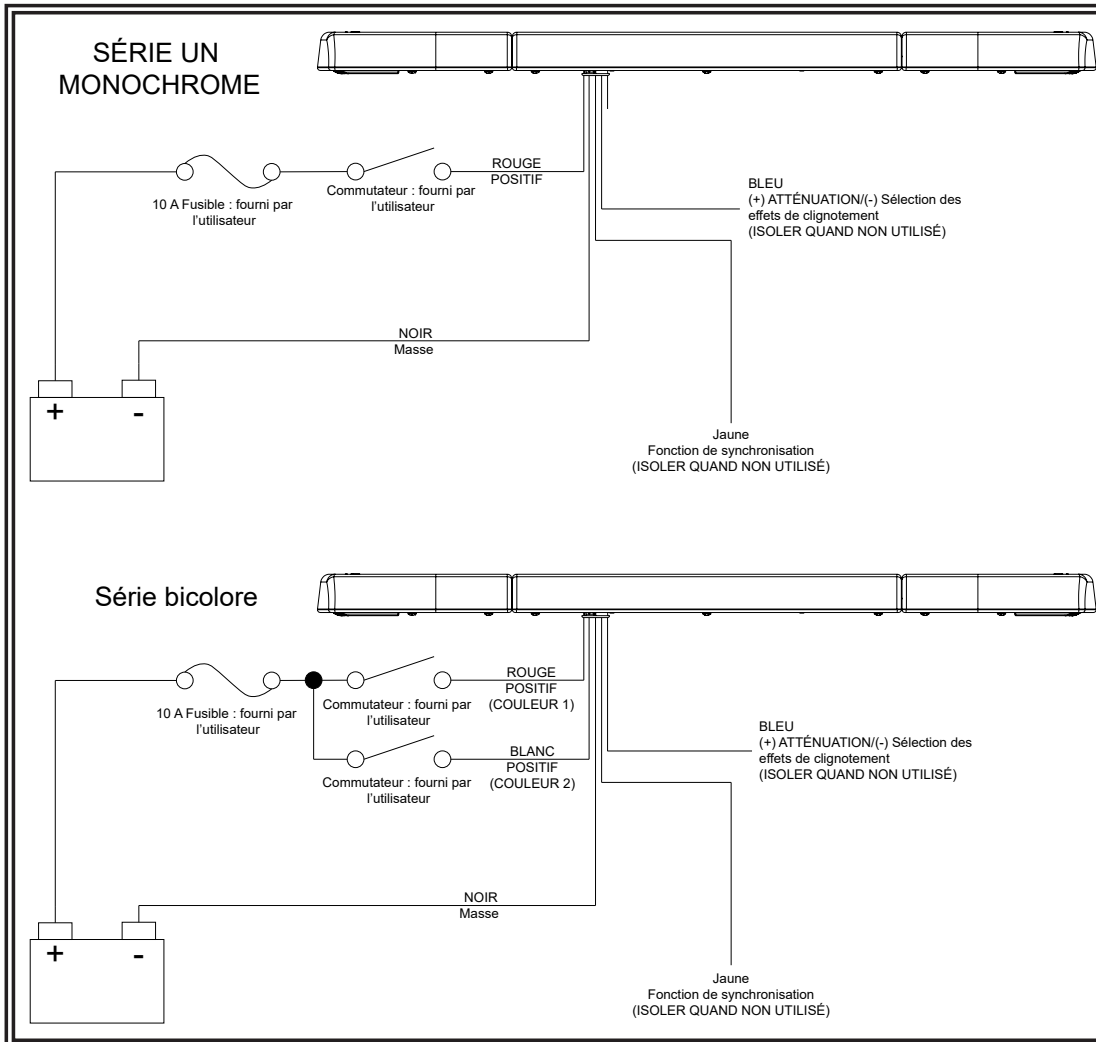 SÉRIE UN
MONOCHROME
ROUGE
POSITIF
10 A Fusible : fourni par
l'utilisateur
Commutateur : fourni par
l'utilisateur
BLEU
(+) ATTÉNUATION/(-) Sélection des
effets de clignotement
(ISOLER QUAND NON UTILISÉ)
NOIR
Masse
+ -
Jaune
Fonction de synchronisation
(ISOLER QUAND NON UTILISÉ)
Série bicolore
ROUGE
POSITIF
(COULEUR 1)
10 A Fusible : fourni par
l'utilisateur
Commutateur : fourni par
l'utilisateur
BLANC
POSITIF
(COULEUR 2)
Commutateur : fourni par
l'utilisateur
BLEU
(+) ATTÉNUATION/(-) Sélection des
effets de clignotement
(ISOLER QUAND NON UTILISÉ)
NOIR
Masse
+ -
Jaune
Fonction de synchronisation
(ISOLER QUAND NON UTILISÉ)